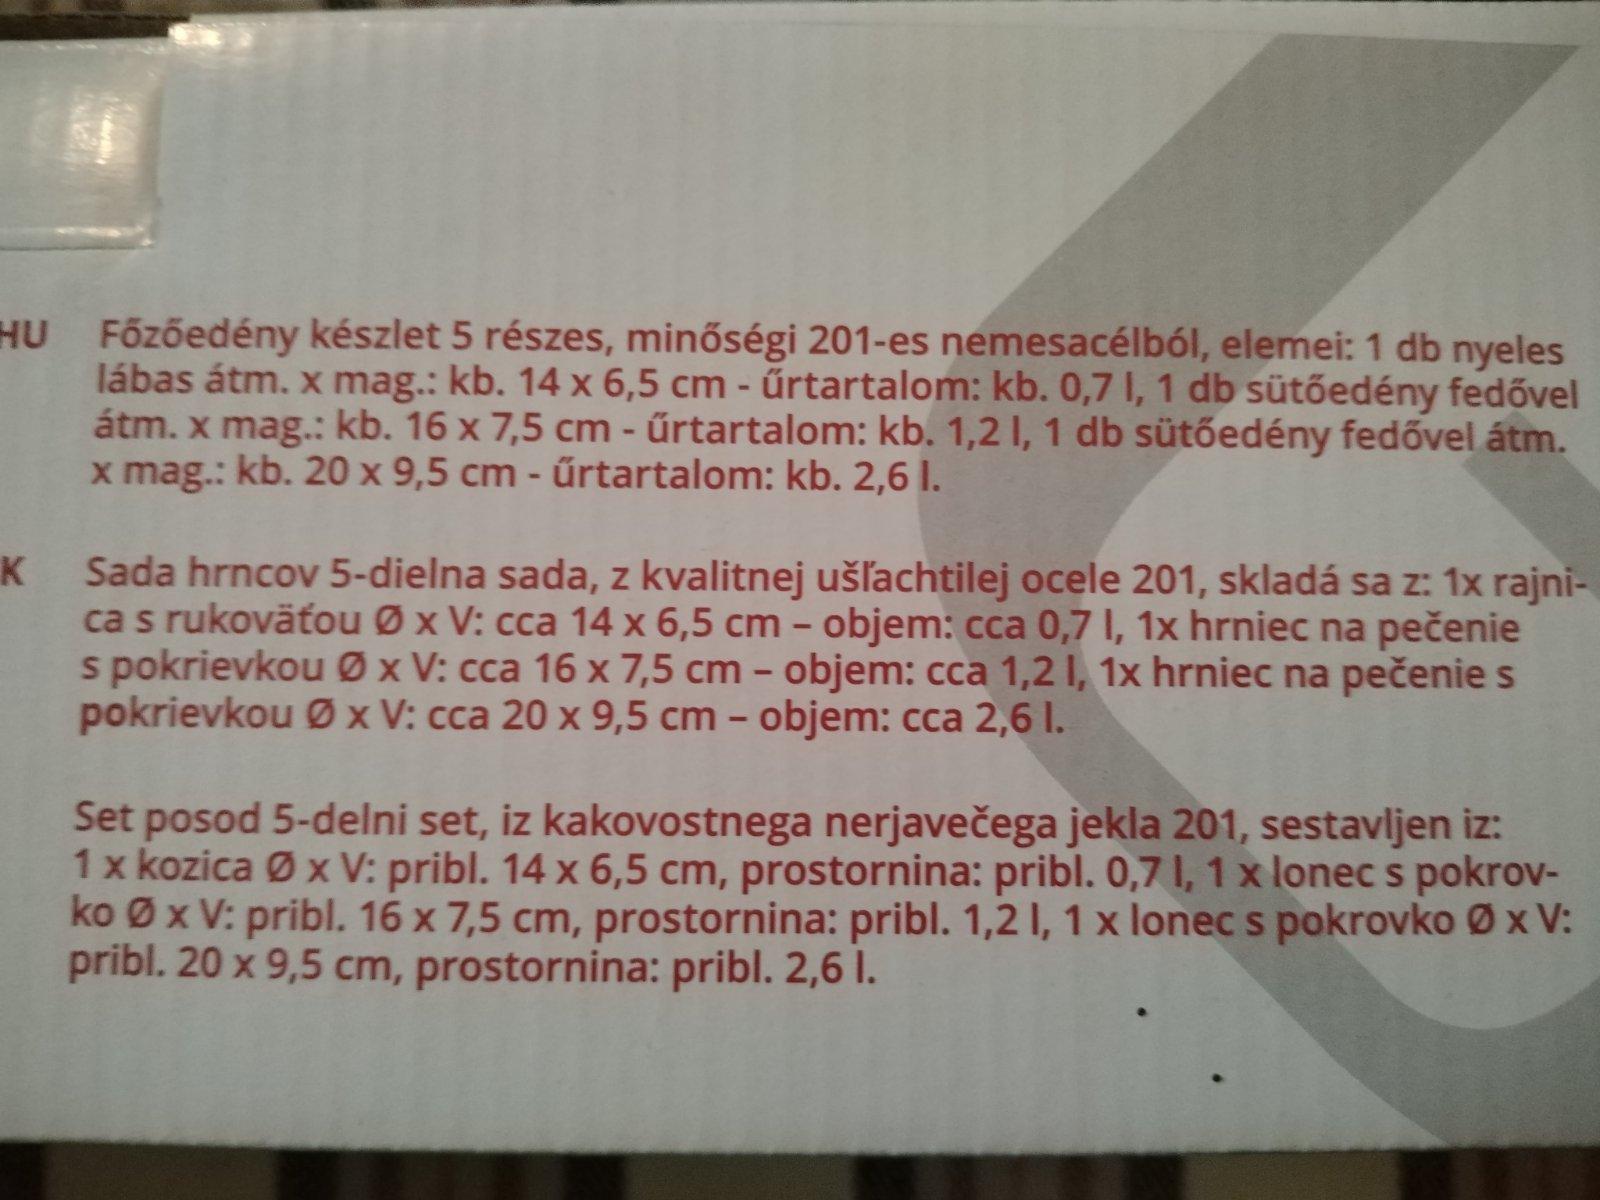 HU Főzőedény készlet 5 részes, minőségi 201-es nemesacélból, elemei: 1 db nyeles
lábas átm. x mag.: kb. 14 x 6,5 cm - űrtartalom: kb. 0,7 l, 1 db sütőedény fedővel
átm. x mag.: kb. 16 x 7,5 cm - űrtartalom: kb. 1,2 l, 1 db sütőedény fedővel átm.
x mag.: kb. 20 x 9,5 cm - űrtartalom: kb. 2,6 l.
K Sada hrncov 5-dielna sada, z kvalitnej ušľachtilej ocele 201, skladá sa z: 1x rajni-
ca s rukoväťou Ø x V: cca 14 x 6,5 cm – objem: cca 0,7 l, 1x hrniec na pečenie
s pokrievkou Ø x V: cca 16 x 7,5 cm – objem: cca 1,2 l, 1x hrniec na pečenie s
pokrievkou Ø x V: cca 20 x 9,5 cm – objem: cca 2,6 l.
Set posod 5-delni set, iz kakovostnega nerjavečega jekla 201, sestavljen iz:
1 x kozica Ø x V: pribl. 14 x 6,5 cm, prostornina: pribl. 0,7 l, 1 x lonec s pokrov-
ko Ø x V: pribl. 16 x 7,5 cm, prostornina: pribl. 1,2 l, 1 x lonec s pokrovko Ø x V:
pribl. 20 x 9,5 cm, prostornina: pribl. 2,6 l.